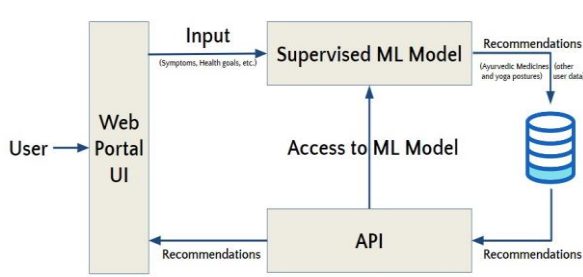 User
Web
Portal
UI
Input
(Symptoms, Health goals, etc.)
Supervised ML Model
Recommendations
(Ayurvedic Medicines (other
and yoga postures) user data)
Access to ML Model
API
Recommendations
Recommendations